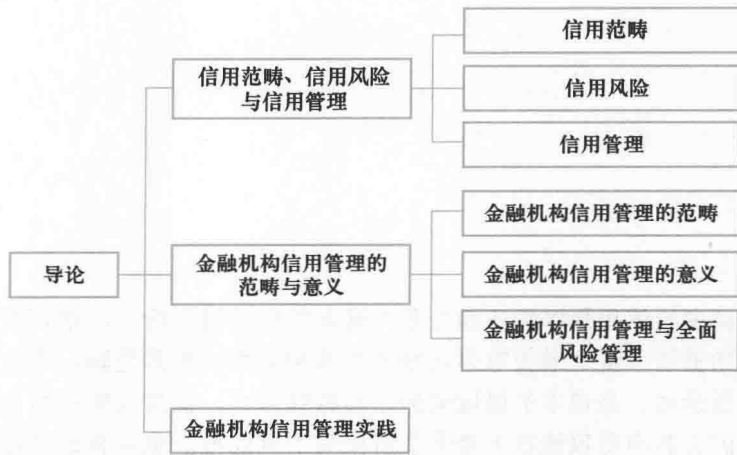 信用范畴
信用范畴、信用风险
与信用管理
信用风险
信用管理
金融机构信用管理的范畴
导论
金融机构信用管理的
范畴与意义
金融机构信用管理的意义
金融机构信用管理与全面
风险管理
金融机构信用管理实践